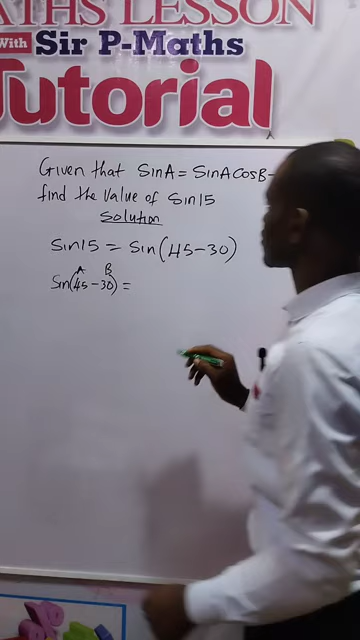 MATHS LESSON
With Sir P-Maths
Tutorial
Given that SinA = SinACosB-
find the value of Sin15
Solution
Sin15 = Sin(45-30)
A B
Sin(45-30) =